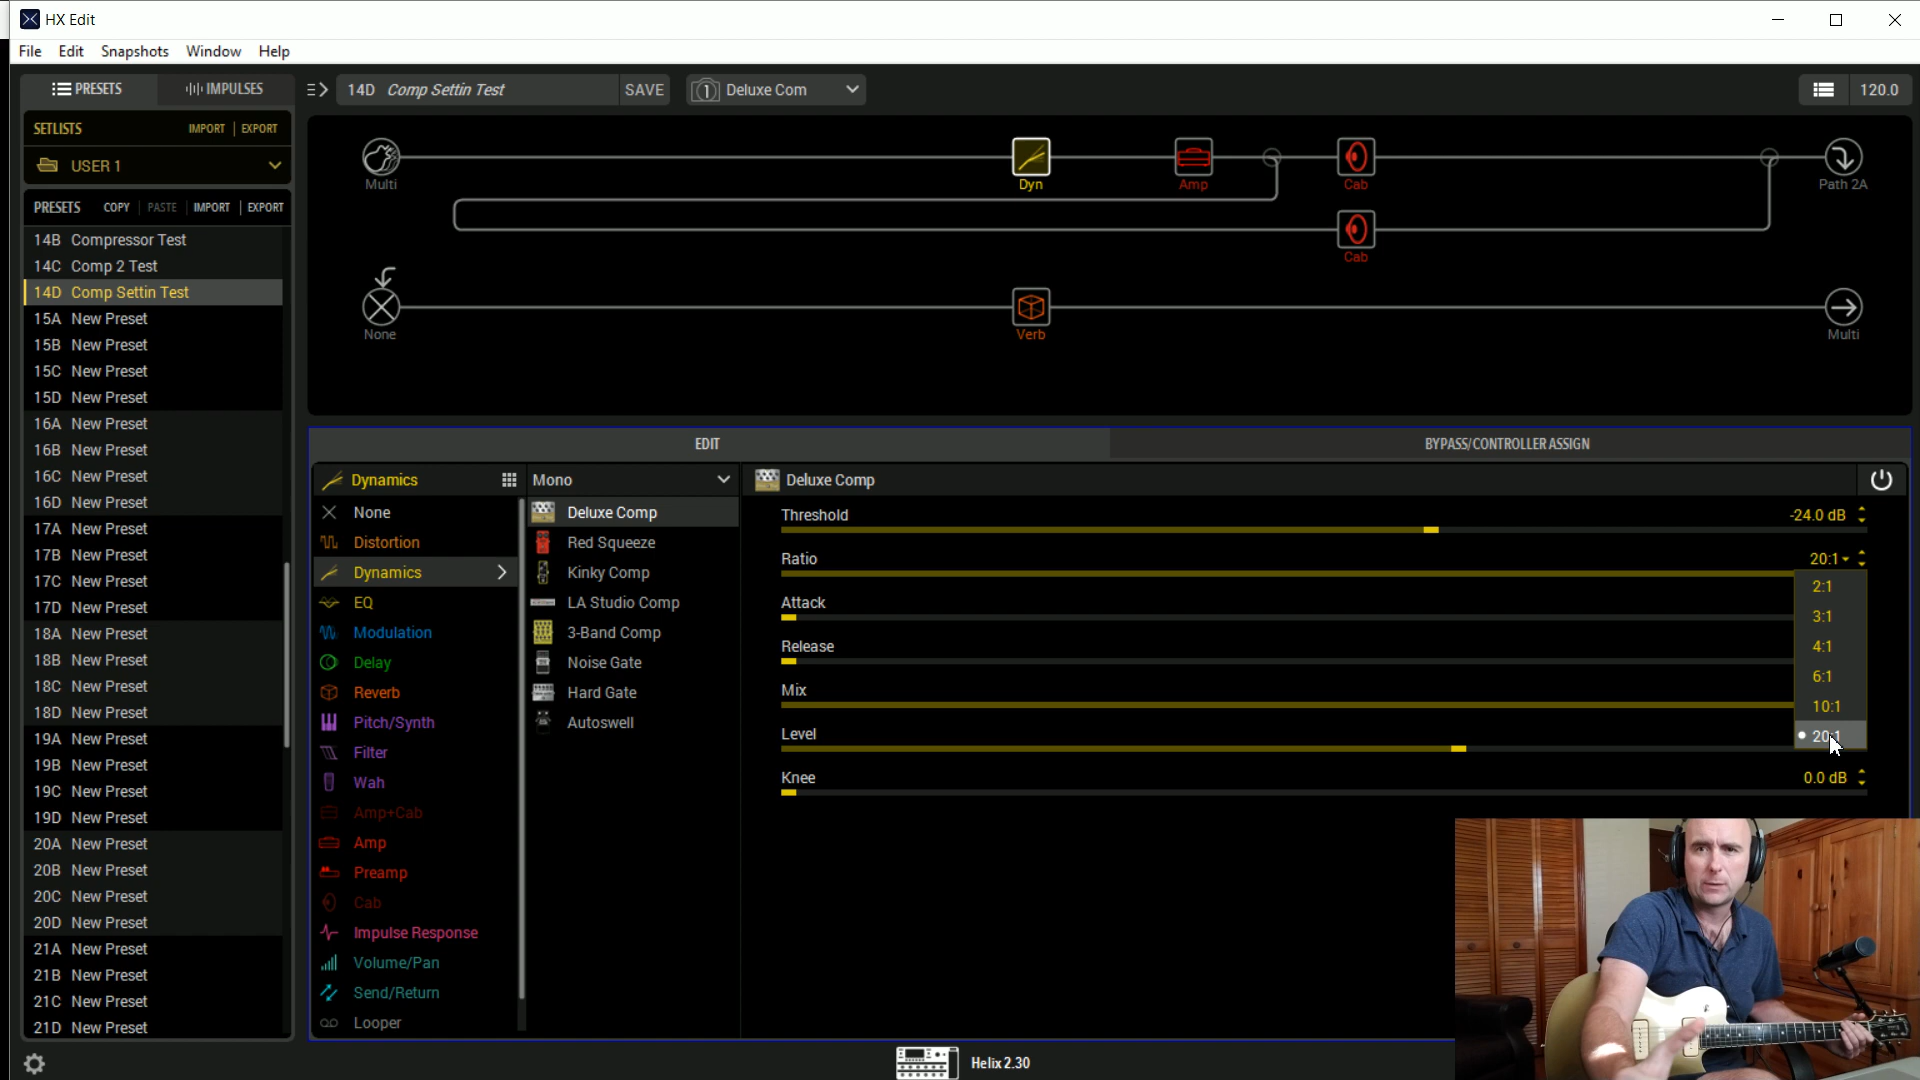 HX Edit
File Edit Snapshots Window Help
PRESETS IMPULSES
14D Comp Settin Test SAVE 1 Deluxe Com 120.0
SETLISTS IMPORT EXPORT
USER 1
PRESETS COPY PASTE IMPORT EXPORT
14B Compressor Test
14C Comp 2 Test
14D Comp Settin Test
15A New Preset
15B New Preset
15C New Preset
15D New Preset
16A New Preset
16B New Preset
16C New Preset
16D New Preset
17A New Preset
17B New Preset
17C New Preset
17D New Preset
18A New Preset
18B New Preset
18C New Preset
18D New Preset
19A New Preset
19B New Preset
19C New Preset
19D New Preset
20A New Preset
20B New Preset
20C New Preset
20D New Preset
21A New Preset
21B New Preset
21C New Preset
21D New Preset
Multi Dyn Amp Cab Path 2A
Cab
None Verb Multi
EDIT BYPASS/CONTROLLER ASSIGN
Dynamics
None
Distortion
Dynamics
EQ
Modulation
Delay
Reverb
Pitch/Synth
Filter
Wah
Amp+Cab
Amp
Preamp
Cab
Impulse Response
Volume/Pan
Send/Return
Looper
Mono
Deluxe Comp
Red Squeeze
Kinky Comp
LA Studio Comp
3-Band Comp
Noise Gate
Hard Gate
Autoswell
Deluxe Comp
Threshold -24.0 dB
Ratio 20:1
Attack
Release
Mix
Level
Knee 0.0 dB
2:1
3:1
4:1
6:1
10:1
20:1
Helix 2.30